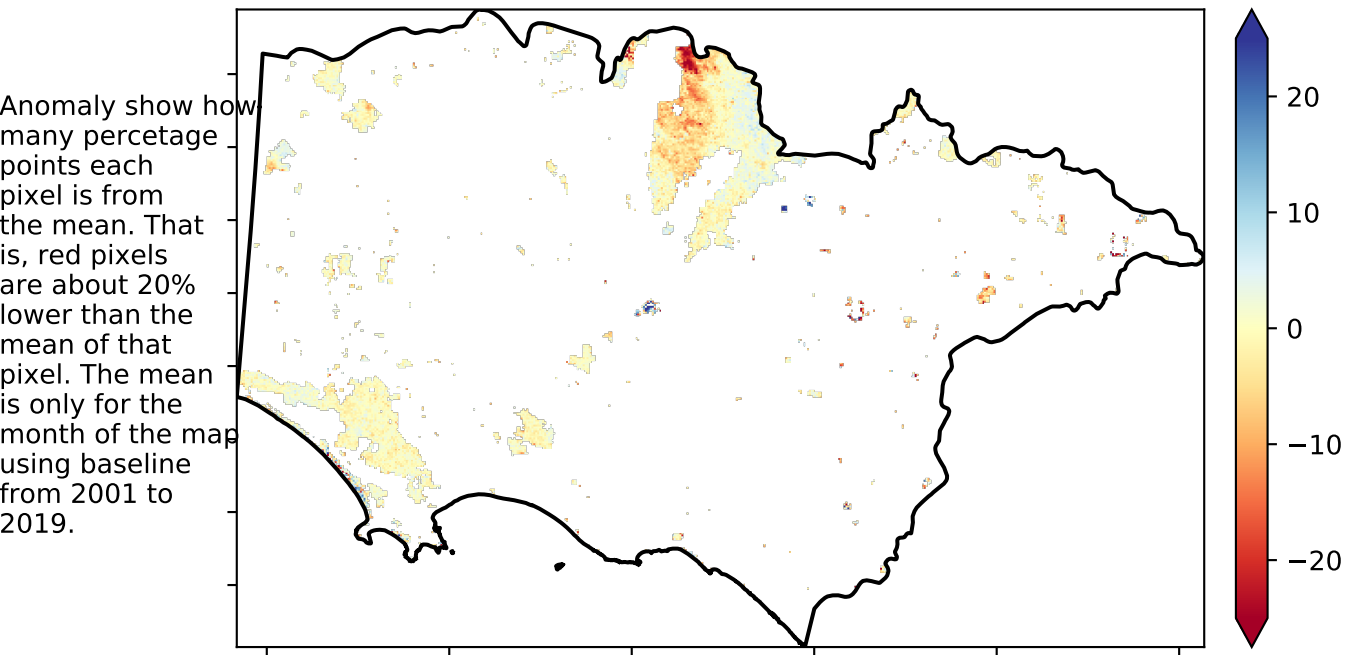 Anomaly show how
many percetage
points each
pixel is from
the mean. That
is, red pixels
are about 20%
lower than the
mean of that
pixel. The mean
is only for the
month of the map
using baseline
from 2001 to
2019.
20
10
0
−10
−20